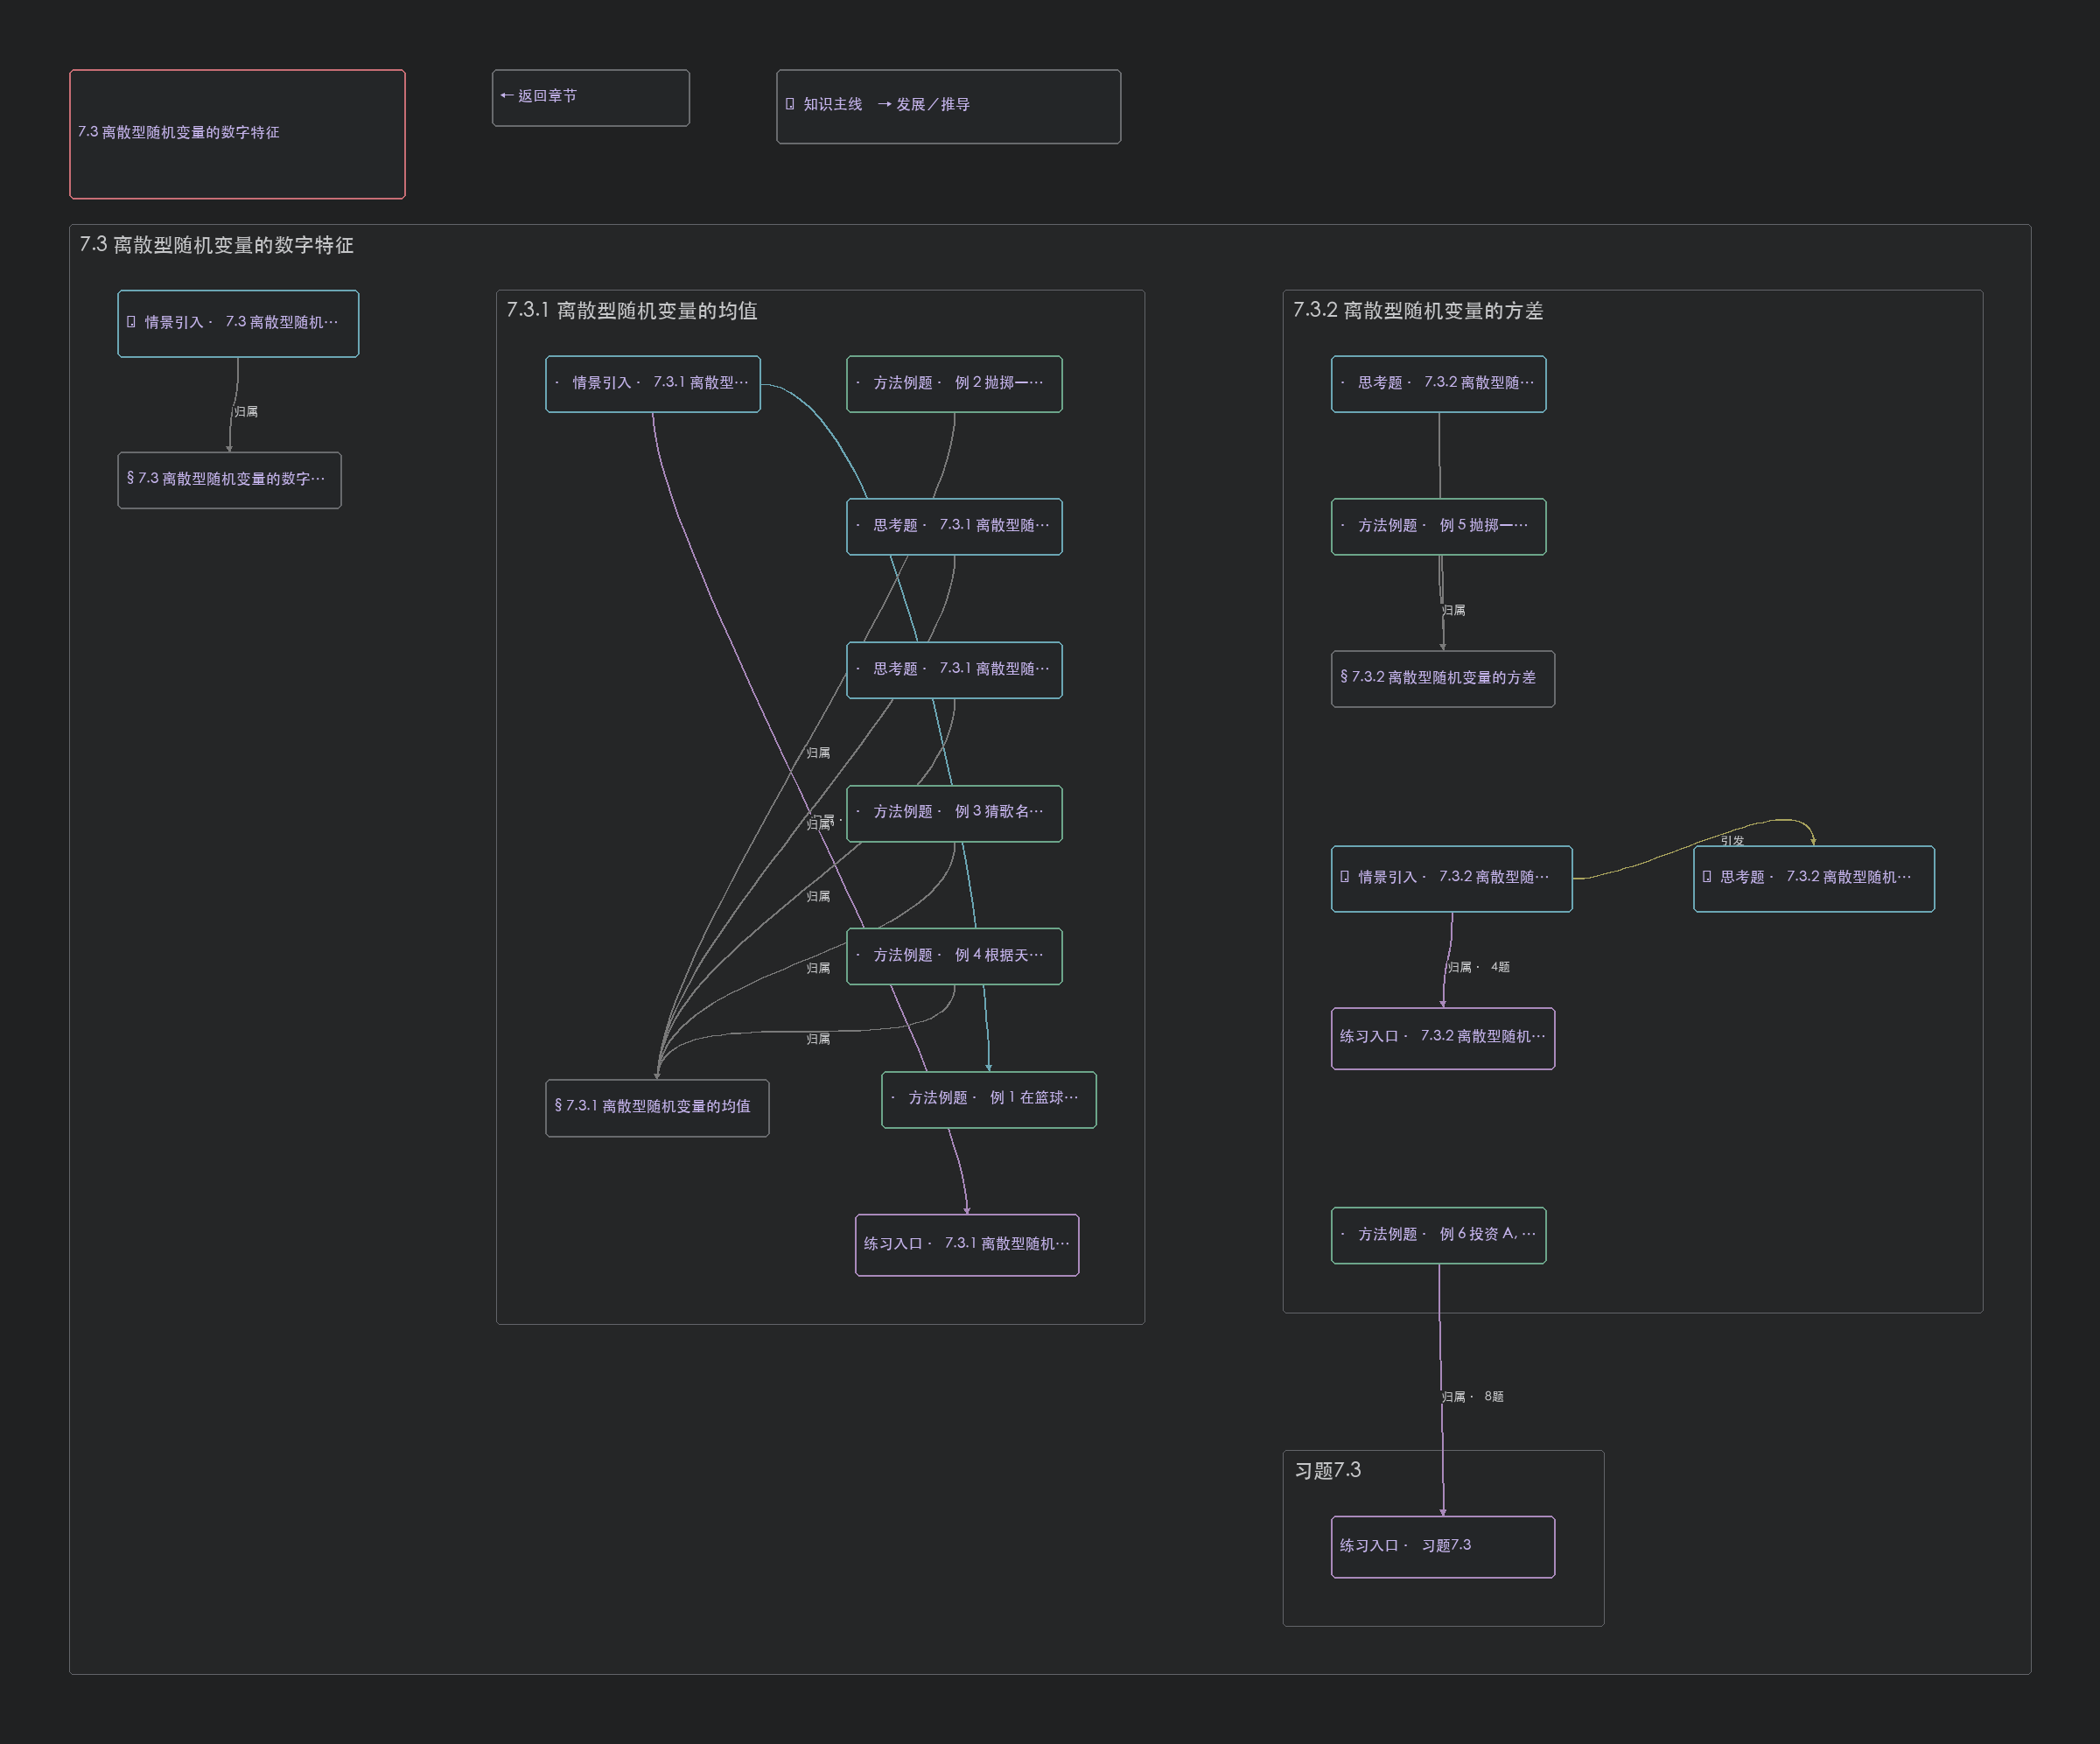 7.3 离散型随机变量的数字特征
← 返回章节
知识主线 → 发展／推导
7.3 离散型随机变量的数字特征
情景引入 · 7.3 离散型随机…
归属
§ 7.3 离散型随机变量的数字…
7.3.1 离散型随机变量的均值
· 情景引入 · 7.3.1 离散型…
· 方法例题 · 例 2 抛掷一…
· 思考题 · 7.3.1 离散型随…
· 思考题 · 7.3.1 离散型随…
归属
· 方法例题 · 例 3 猜歌名…
归属
归属
· 方法例题 · 例 4 根据天…
归属
归属
§ 7.3.1 离散型随机变量的均值
· 方法例题 · 例 1 在篮球…
练习入口 · 7.3.1 离散型随机…
7.3.2 离散型随机变量的方差
· 思考题 · 7.3.2 离散型随…
· 方法例题 · 例 5 抛掷一…
归属
§ 7.3.2 离散型随机变量的方差
引发
情景引入 · 7.3.2 离散型随…
思考题 · 7.3.2 离散型随机…
归属 · 4题
练习入口 · 7.3.2 离散型随机…
· 方法例题 · 例 6 投资 A, …
归属 · 8题
习题7.3
练习入口 · 习题7.3